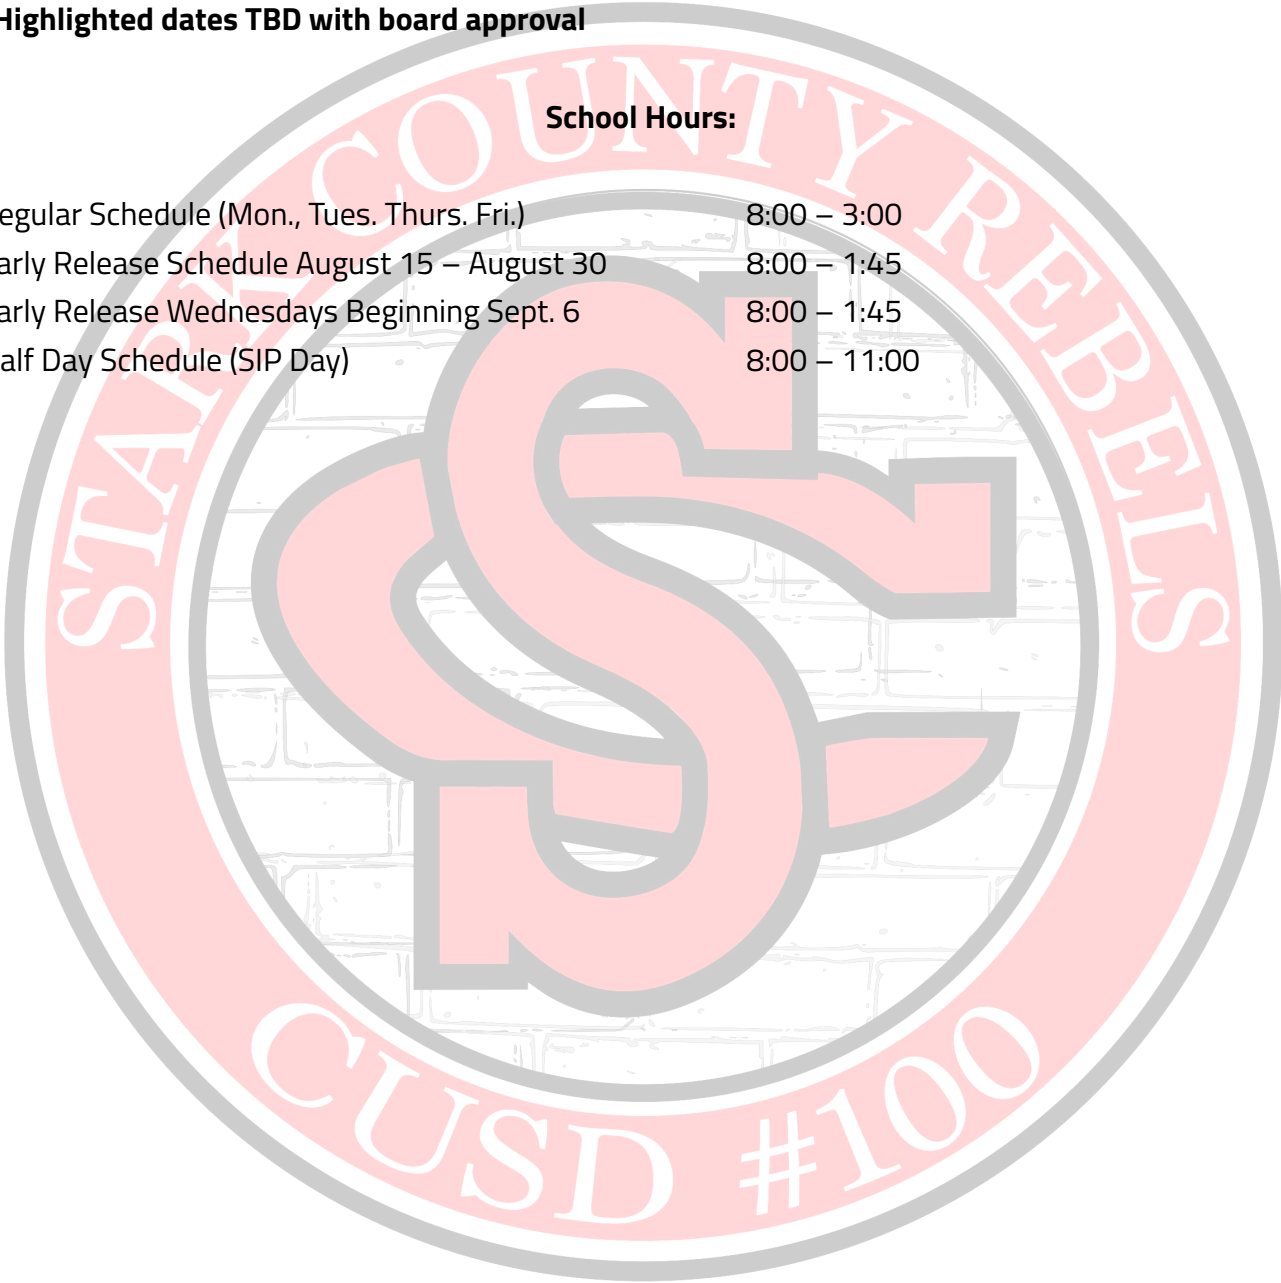 Highlighted dates TBD with board approval
School Hours:
egular Schedule (Mon., Tues. Thurs. Fri.) 8:00 – 3:00
arly Release Schedule August 15 – August 30 8:00 – 1:45
arly Release Wednesdays Beginning Sept. 6 8:00 – 1:45
alf Day Schedule (SIP Day) 8:00 – 11:00
STARK COUNTY REBELS
SC
CUSD #100